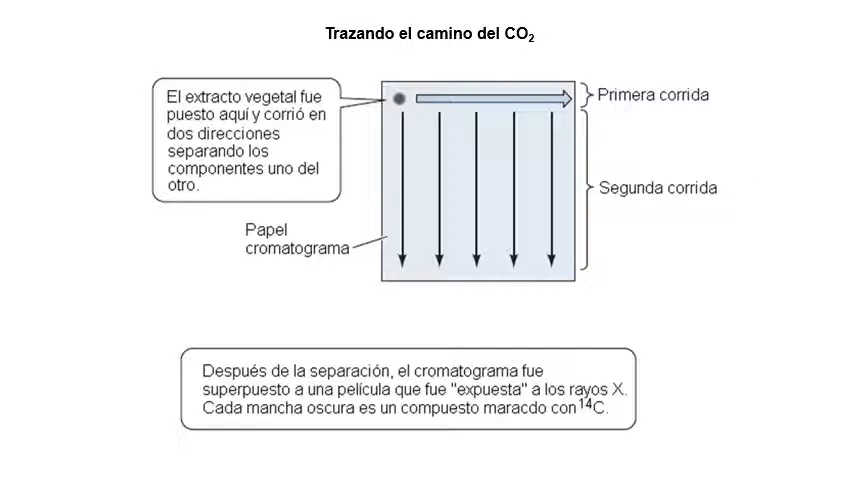 Trazando el camino del CO₂
El extracto vegetal fue
puesto aquí y corrió en
dos direcciones
separando los
componentes uno del
otro.
Primera corrida
Segunda corrida
Papel
cromatograma
Después de la separación, el cromatograma fue
superpuesto a una película que fue "expuesta" a los rayos X.
Cada mancha oscura es un compuesto maracdo con ¹⁴C.